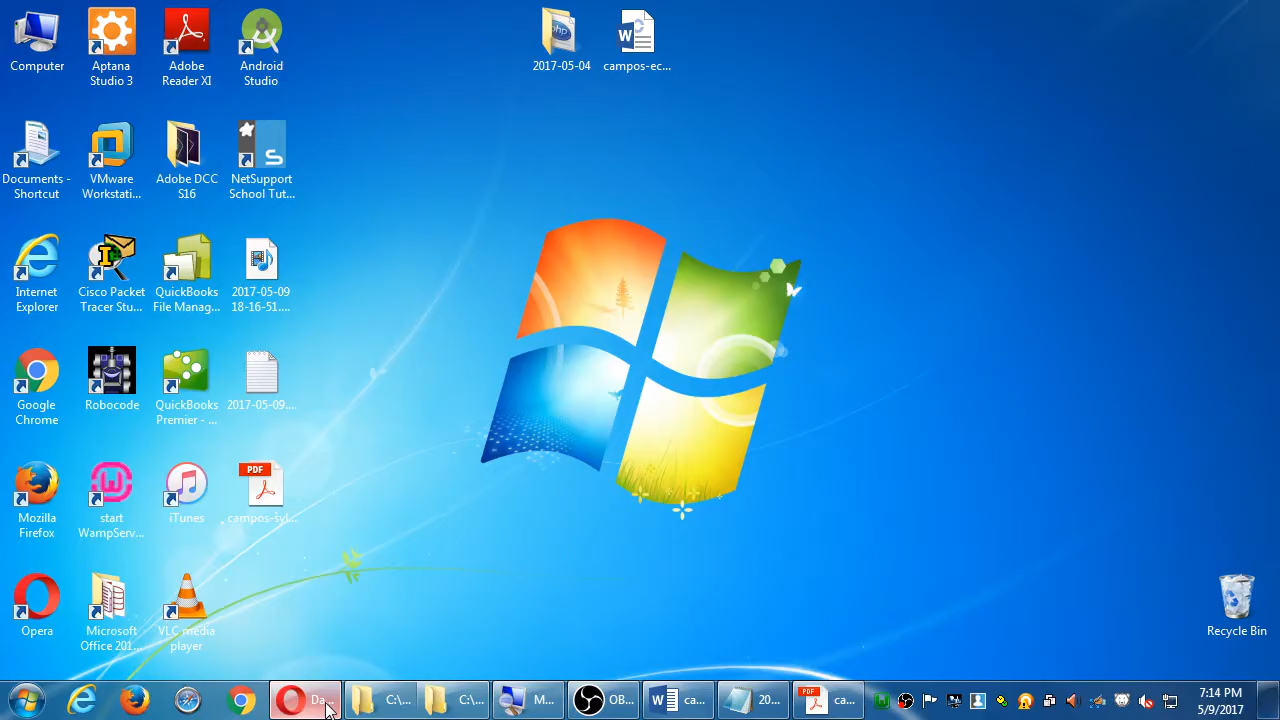 Computer
Aptana
Studio 3
Adobe
Reader XI
Android
Studio
php
2017-05-04
W
campos-ec...
Documents -
Shortcut
VMware
Workstati...
Adobe DCC
S16
S
NetSupport
School Tut...
Internet
Explorer
Cisco Packet
Tracer Stu...
QuickBooks
File Manag...
2017-05-09
18-16-51....
Google
Chrome
Robocode
QuickBooks
Premier - ...
2017-05-09....
Mozilla
Firefox
start
WampServ...
iTunes
PDF
campos-syl...
Opera
Microsoft
Office 201...
VLC media
player
Recycle Bin
Da...
C:\...
C:\...
M...
OB...
W
ca...
20...
PDF
ca...
7:14 PM
5/9/2017